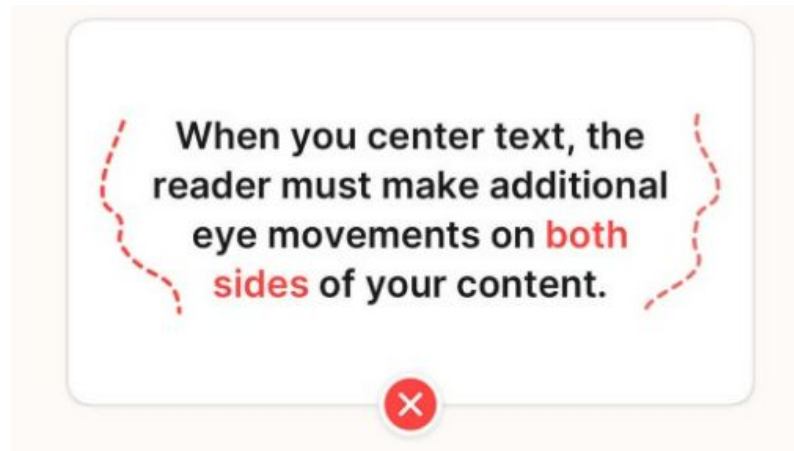 When you center text, the
reader must make additional
eye movements on both
sides of your content.